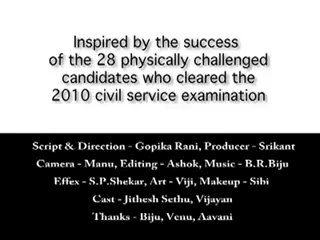 Inspired by the success
of the 28 physically challenged
candidates who cleared the
2010 civil service examination
Script & Direction - Gopika Rani, Producer - Srikant
Camera - Manu, Editing - Ashok, Music - B.R.Biju
Effex - S.P.Shekar, Art - Viji, Makeup - Sibi
Cast - Jithesh Sethu, Vijayan
Thanks - Biju, Venu, Aavani